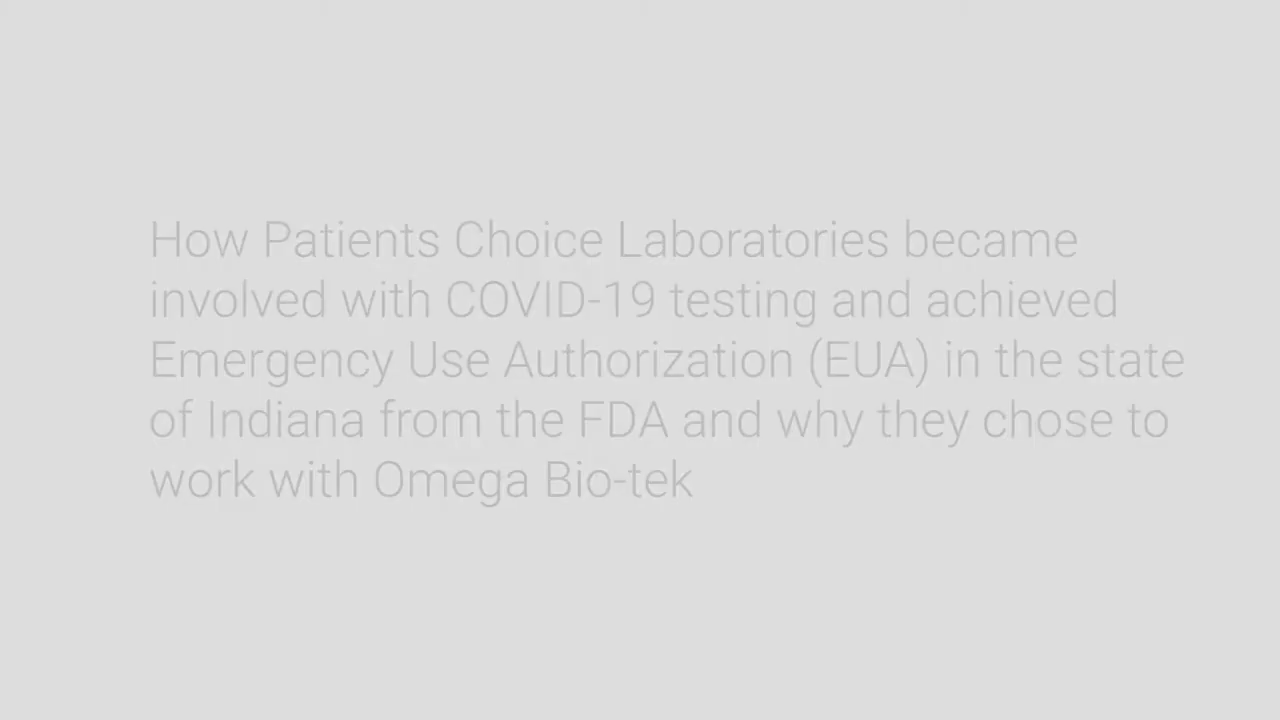 How Patients Choice Laboratories became
involved with COVID-19 testing and achieved
Emergency Use Authorization (EUA) in the state
of Indiana from the FDA and why they chose to
work with Omega Bio-tek